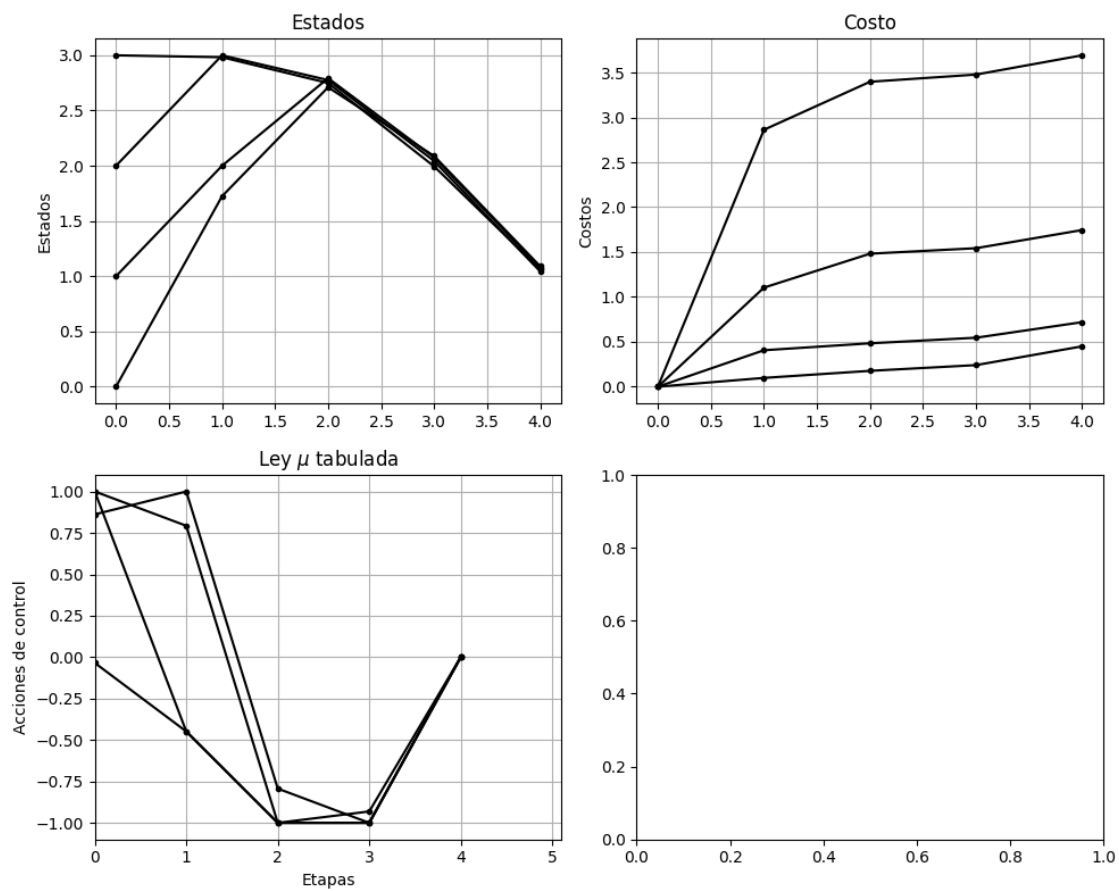 Estados
Estados
3.0
2.5
2.0
1.5
1.0
0.5
0.0
0.0 0.5 1.0 1.5 2.0 2.5 3.0 3.5 4.0
Costo
Costos
3.5
3.0
2.5
2.0
1.5
1.0
0.5
0.0
0.0 0.5 1.0 1.5 2.0 2.5 3.0 3.5 4.0
Ley μ tabulada
Acciones de control
1.00
0.75
0.50
0.25
0.00
−0.25
−0.50
−0.75
−1.00
0 1 2 3 4 5
Etapas
1.0
0.8
0.6
0.4
0.2
0.0
0.0 0.2 0.4 0.6 0.8 1.0